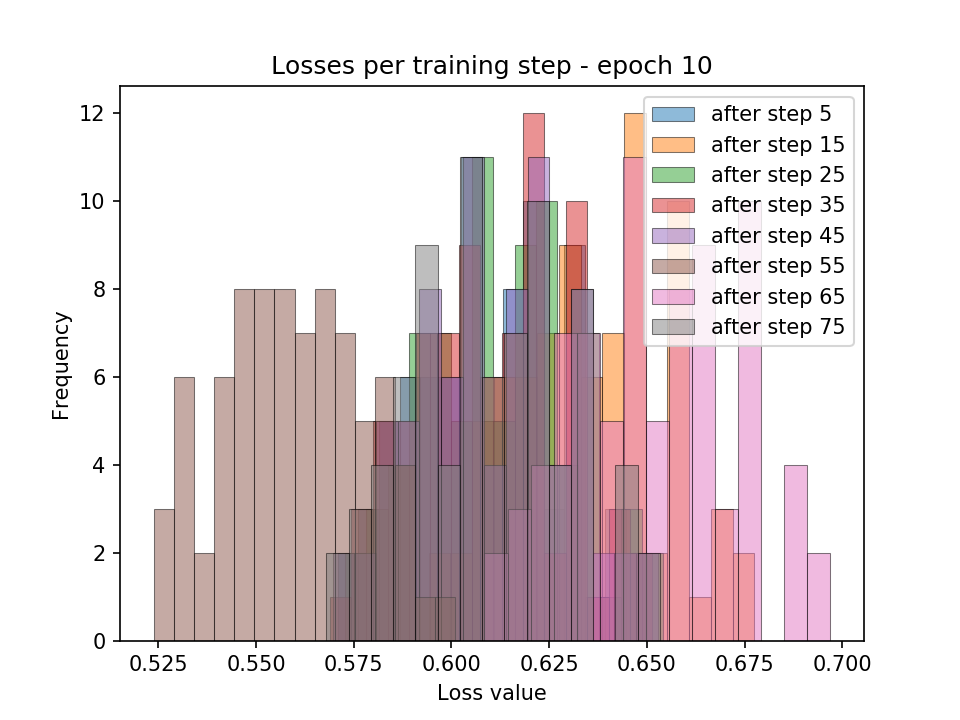 Losses per training step - epoch 10
Frequency
12
10
8
6
4
2
0
after step 5
after step 15
after step 25
after step 35
after step 45
after step 55
after step 65
after step 75
0.525 0.550 0.575 0.600 0.625 0.650 0.675 0.700
Loss value